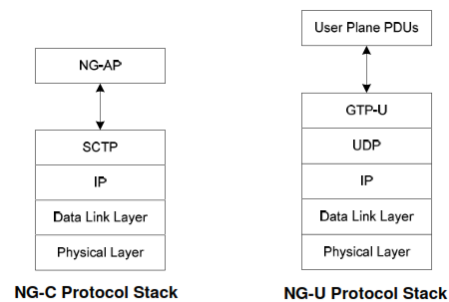 NG-AP
SCTP
IP
Data Link Layer
Physical Layer
NG-C Protocol Stack
User Plane PDUs
GTP-U
UDP
IP
Data Link Layer
Physical Layer
NG-U Protocol Stack